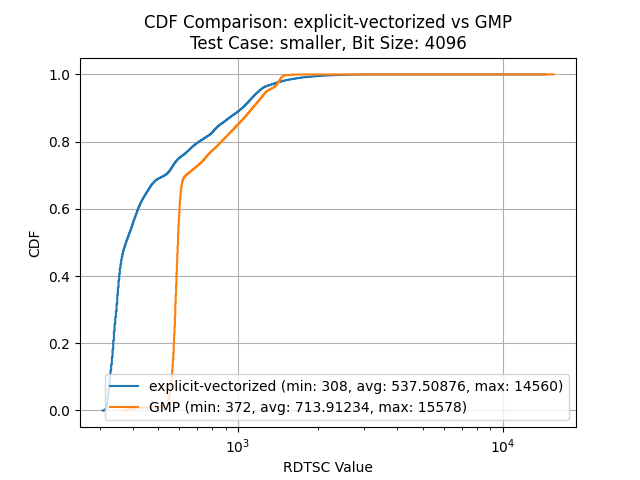 CDF Comparison: explicit-vectorized vs GMP
Test Case: smaller, Bit Size: 4096
1.0
0.8
0.6
0.4
0.2
0.0
CDF
explicit-vectorized (min: 308, avg: 537.50876, max: 14560)
GMP (min: 372, avg: 713.91234, max: 15578)
10³
10⁴
RDTSC Value